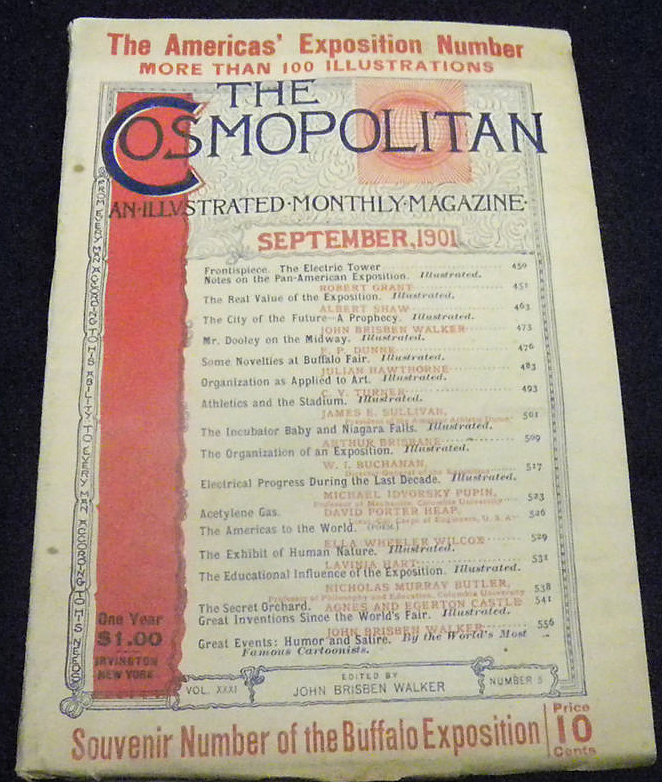 The Americas' Exposition Number
MORE THAN 100 ILLUSTRATIONS
THE
COSMOPOLITAN
AN·ILLVSTRATED·MONTHLY·MAGAZINE·
SEPTEMBER, 1901
FROM EVERY MAN ACCORDING TO HIS ABILITY TO EVERY MAN ACCORDING TO HIS NEEDS
Frontispiece. The Electric Tower 450
Notes on the Pan-American Exposition. Illustrated.
ROBERT GRANT 451
The Real Value of the Exposition. Illustrated.
ALBERT SHAW 463
The City of the Future--A Prophecy. Illustrated.
JOHN BRISBEN WALKER 473
Mr. Dooley on the Midway. Illustrated.
F. P. DUNNE 476
Some Novelties at Buffalo Fair. Illustrated.
JULIAN HAWTHORNE 483
Organization as Applied to Art. Illustrated.
C. Y. TURNER 493
Athletics and the Stadium. Illustrated.
JAMES E. SULLIVAN, 501
President of the Amateur Athletic Union
The Incubator Baby and Niagara Falls. Illustrated.
ARTHUR BRISBANE 509
The Organization of an Exposition. Illustrated.
W. I. BUCHANAN, 517
Director-General of the Exposition
Electrical Progress During the Last Decade. Illustrated.
MICHAEL IDVORSKY PUPIN, 523
Professor of Mechanics, Columbia University
Acetylene Gas. DAVID PORTER HEAP, 526
Corps of Engineers, U. S. A.
The Americas to the World. (POEM)
ELLA WHEELER WILCOX 529
The Exhibit of Human Nature. Illustrated.
LAVINIA HART 531
The Educational Influence of the Exposition. Illustrated.
NICHOLAS MURRAY BUTLER, 538
Professor of Philosophy and Education, Columbia University
The Secret Orchard. AGNES AND EGERTON CASTLE 541
Great Inventions Since the World's Fair. Illustrated.
JOHN BRISBEN WALKER 556
Great Events: Humor and Satire. By the World's Most
Famous Cartoonists.
One Year
$1.00
IRVINGTON
NEW YORK
VOL. XXXI
EDITED BY
JOHN BRISBEN WALKER
NUMBER 5
Souvenir Number of the Buffalo Exposition
Price
10
Cents